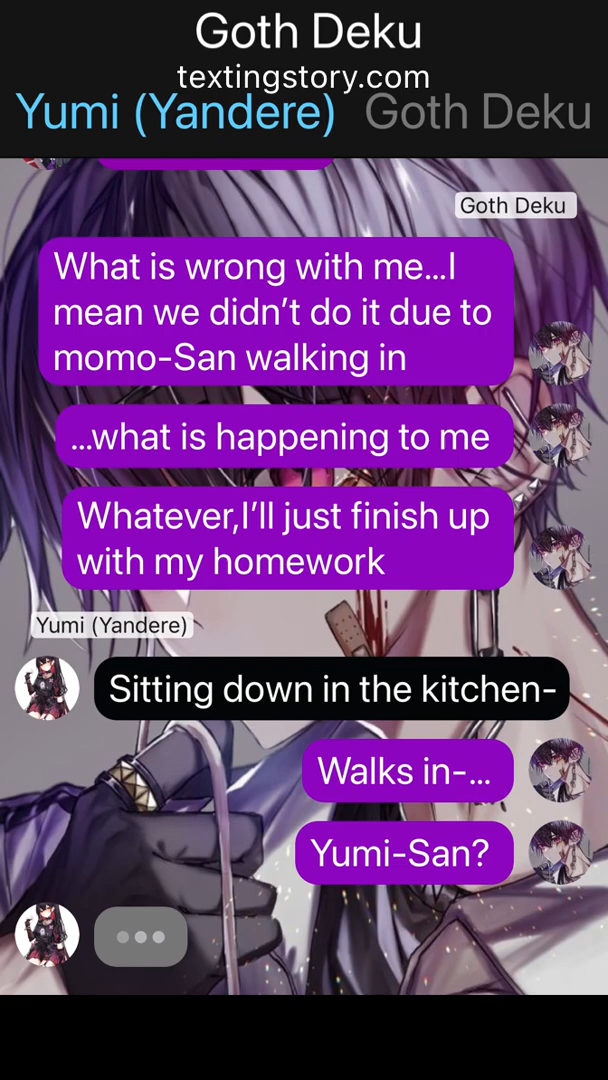 Goth Deku
textingstory.com
Yumi (Yandere) Goth Deku
Goth Deku
What is wrong with me...I
mean we didn’t do it due to
momo-San walking in
...what is happening to me
Whatever,I’ll just finish up
with my homework
Yumi (Yandere)
Sitting down in the kitchen-
Walks in-...
Yumi-San?